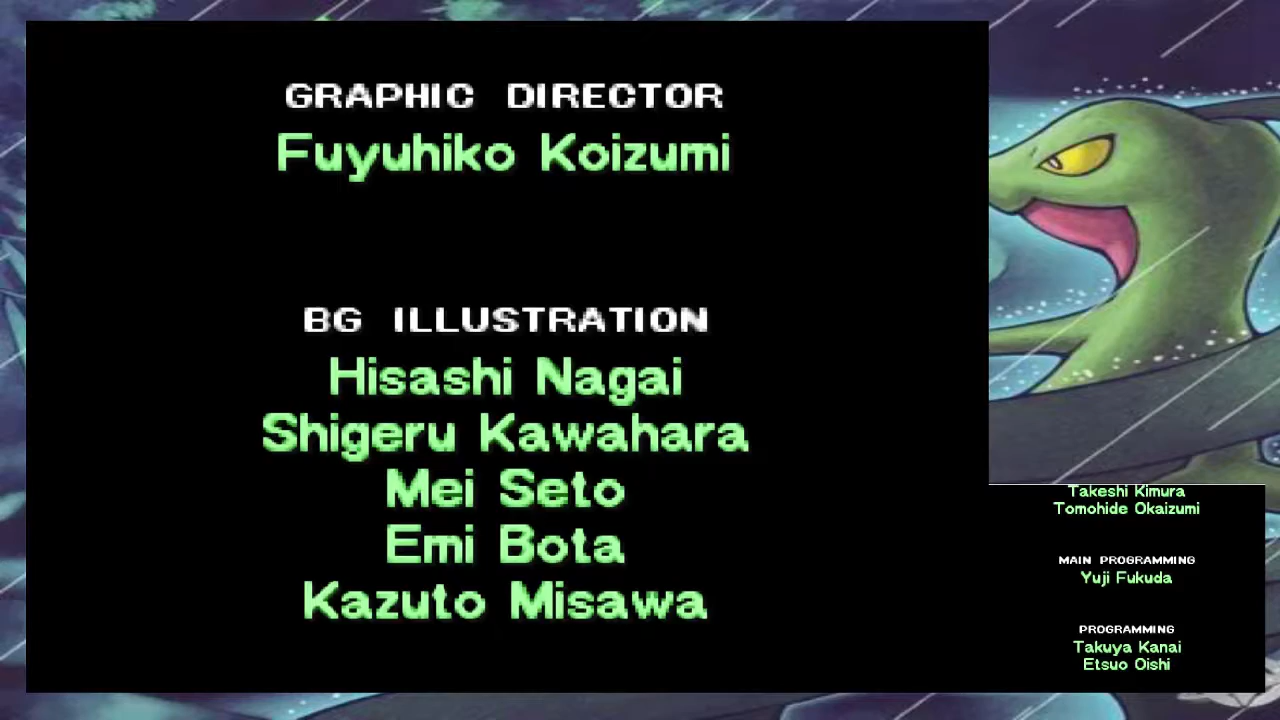 GRAPHIC DIRECTOR
Fuyuhiko Koizumi
BG ILLUSTRATION
Hisashi Nagai
Shigeru Kawahara
Mei Seto
Emi Bota
Kazuto Misawa
Takeshi Kimura
Tomohide Okaizumi
MAIN PROGRAMMING
Yuji Fukuda
PROGRAMMING
Takuya Kanai
Etsuo Oishi